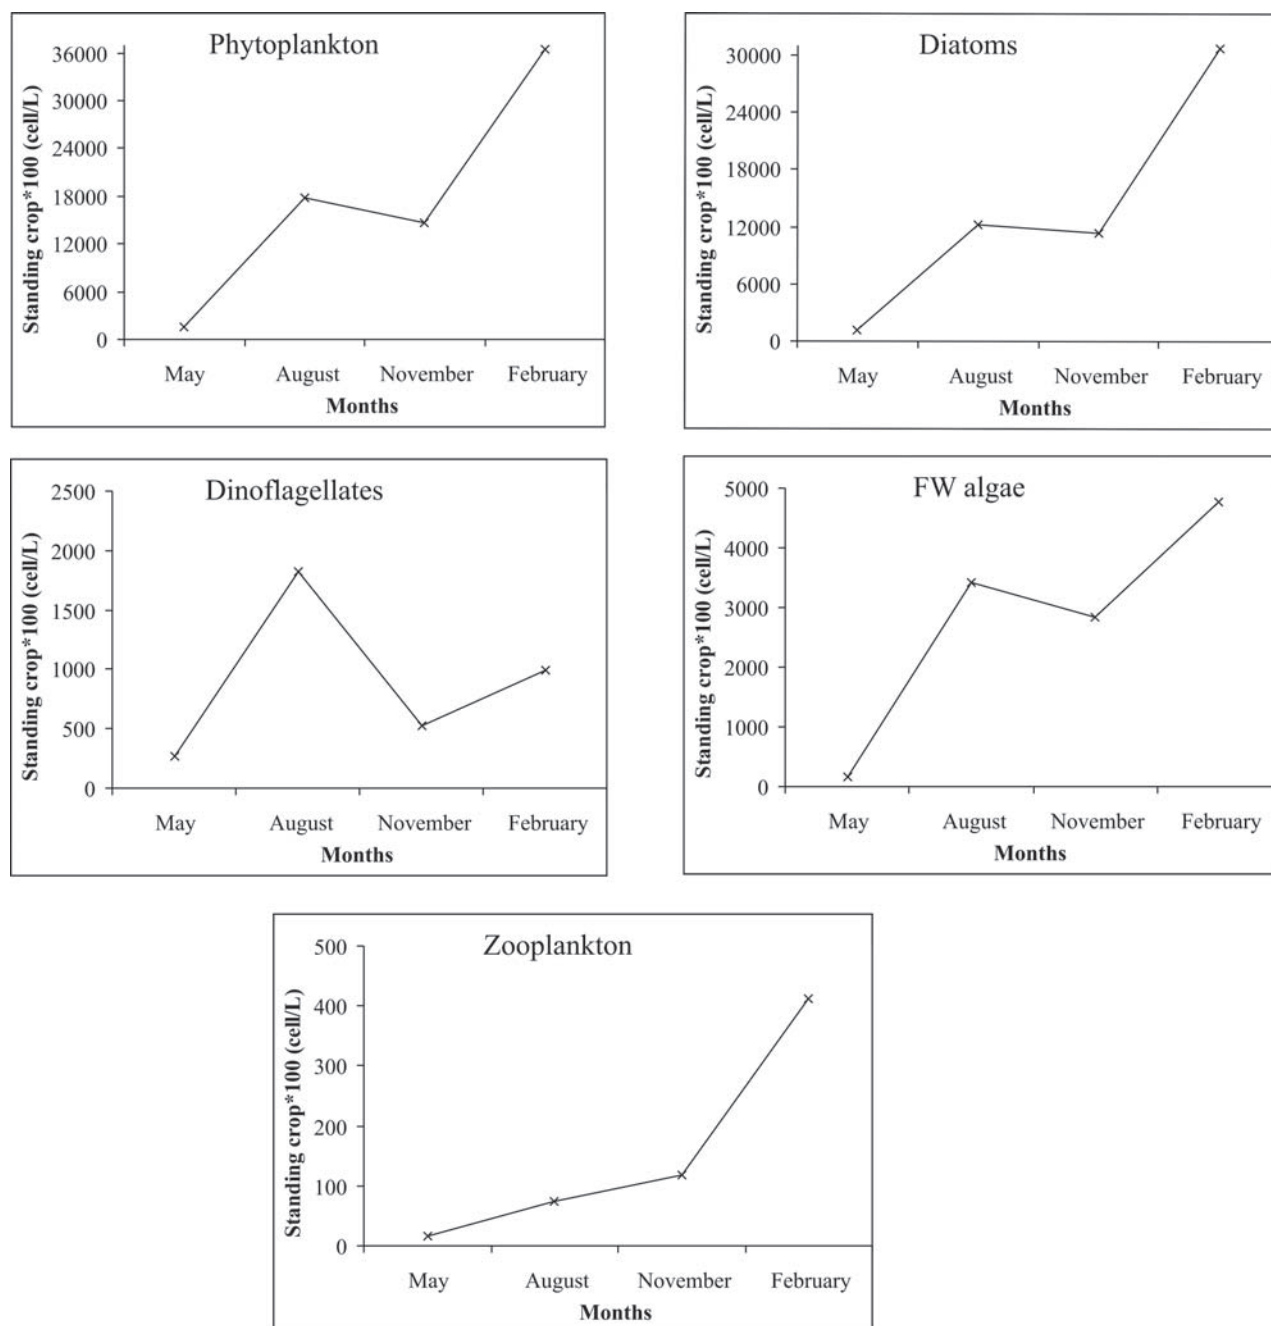 Phytoplankton
Standing crop*100 (cell/L)
36000
30000
24000
18000
12000
6000
0
May August November February
Months
Diatoms
Standing crop*100 (cell/L)
30000
24000
18000
12000
6000
0
May August November February
Months
Dinoflagellates
Standing crop*100 (cell/L)
2500
2000
1500
1000
500
0
May August November February
Months
FW algae
Standing crop*100 (cell/L)
5000
4000
3000
2000
1000
0
May August November February
Months
Zooplankton
Standing crop*100 (cell/L)
500
400
300
200
100
0
May August November February
Months